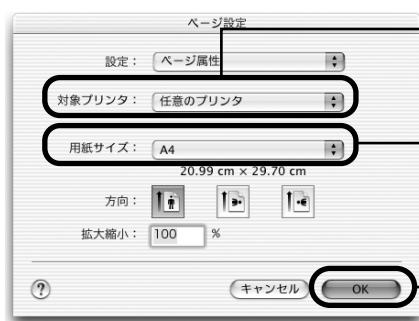 ページ設定
設定： ページ属性
対象プリンタ： 任意のプリンタ
用紙サイズ： A4
20.99 cm × 29.70 cm
方向：
拡大縮小： 100 %
? キャンセル OK